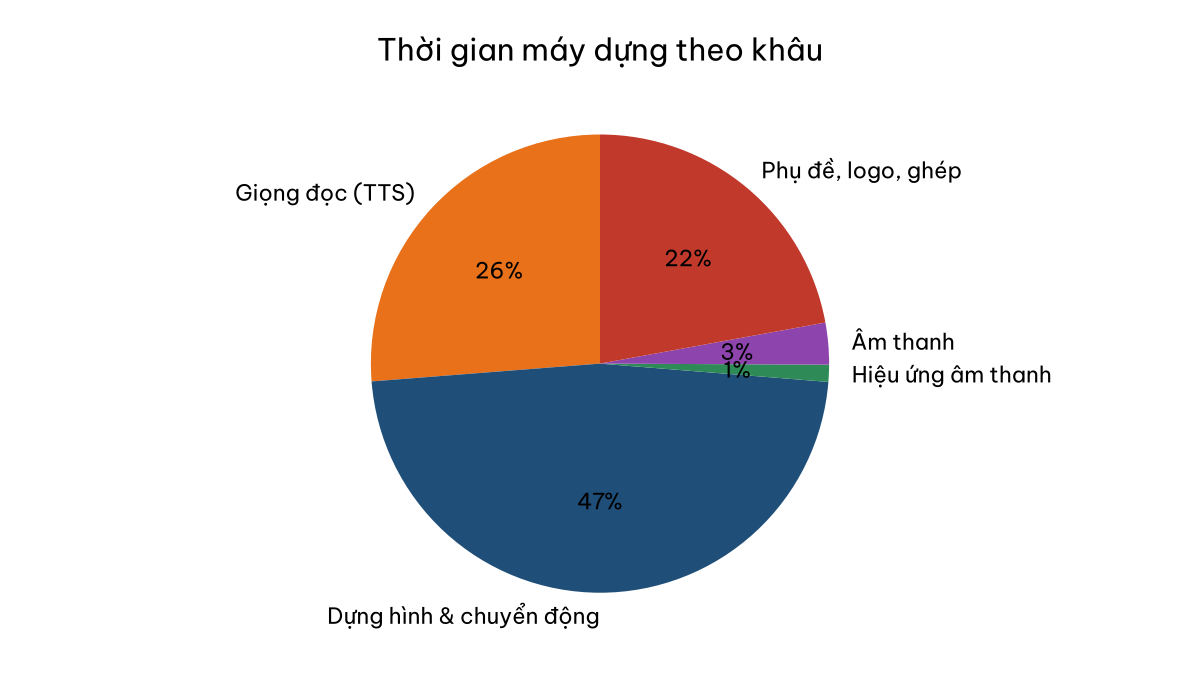 Thời gian máy dựng theo khâu
Phụ đề, logo, ghép
Giọng đọc (TTS)
22%
26%
Âm thanh
3%
1%
Hiệu ứng âm thanh
47%
Dựng hình & chuyển động